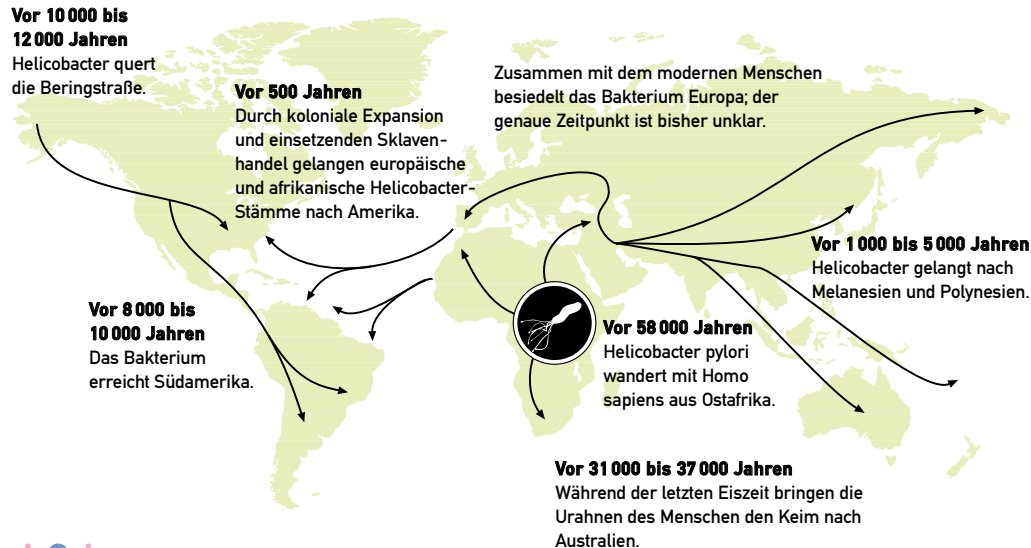 Vor 10 000 bis
12 000 Jahren
Helicobacter quert
die Beringstraße.
Vor 500 Jahren
Durch koloniale Expansion
und einsetzenden Sklaven-
handel gelangen europäische
und afrikanische Helicobacter-
Stämme nach Amerika.
Zusammen mit dem modernen Menschen
besiedelt das Bakterium Europa; der
genaue Zeitpunkt ist bisher unklar.
Vor 1 000 bis 5 000 Jahren
Helicobacter gelangt nach
Melanesien und Polynesien.
Vor 8 000 bis
10 000 Jahren
Das Bakterium
erreicht Südamerika.
Vor 58 000 Jahren
Helicobacter pylori
wandert mit Homo
sapiens aus Ostafrika.
Vor 31 000 bis 37 000 Jahren
Während der letzten Eiszeit bringen die
Urahnen des Menschen den Keim nach
Australien.